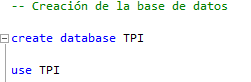 -- Creación de la base de datos
create database TPI
use TPI